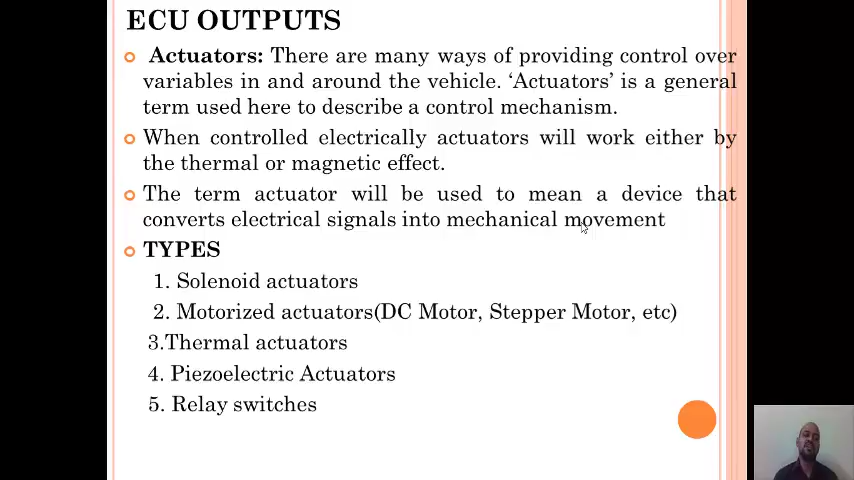 ECU OUTPUTS
Actuators: There are many ways of providing control over
variables in and around the vehicle. ‘Actuators’ is a general
term used here to describe a control mechanism.
When controlled electrically actuators will work either by
the thermal or magnetic effect.
The term actuator will be used to mean a device that
converts electrical signals into mechanical movement
TYPES
1. Solenoid actuators
2. Motorized actuators(DC Motor, Stepper Motor, etc)
3.Thermal actuators
4. Piezoelectric Actuators
5. Relay switches